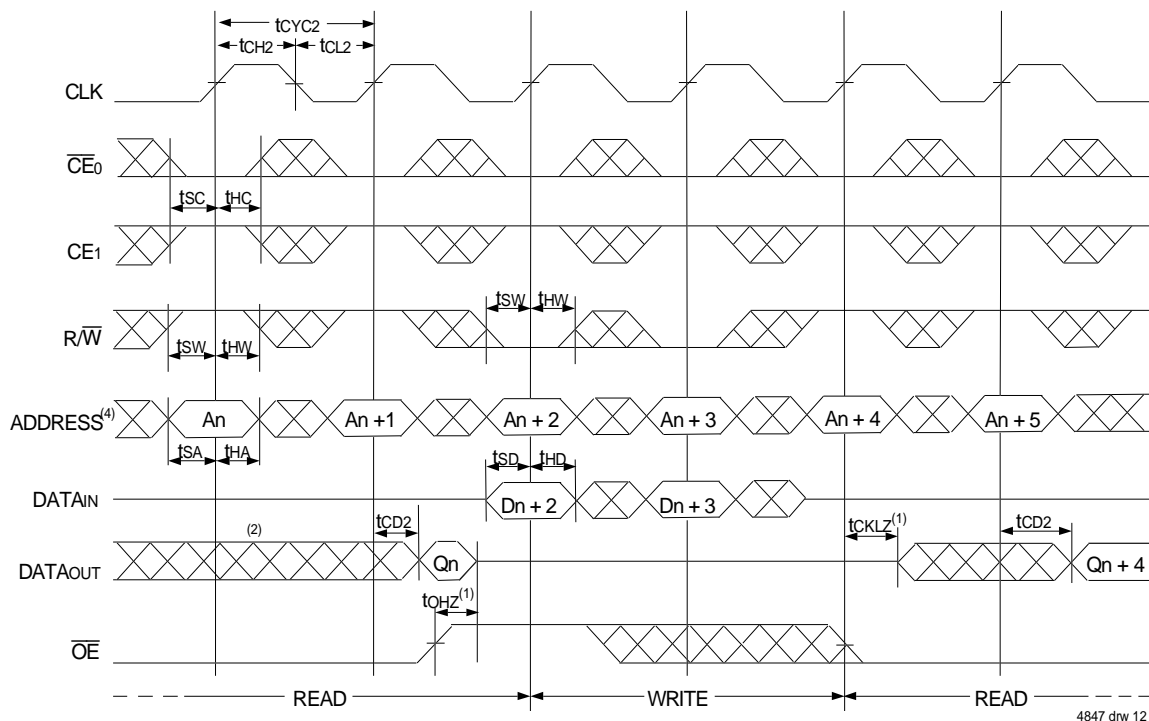 tCYC2
tCH2 tCL2
CLK
CE0
tSC tHC
CE1
tSW tHW
R/W
tSW tHW
ADDRESS(4) An An + 1 An + 2 An + 3 An + 4 An + 5
tSA tHA
tSD tHD
DATAIN Dn + 2 Dn + 3
(2) tCD2 tCKLZ(1) tCD2
DATAOUT Qn Qn + 4
tOHZ(1)
OE
READ WRITE READ
4847 drw 12